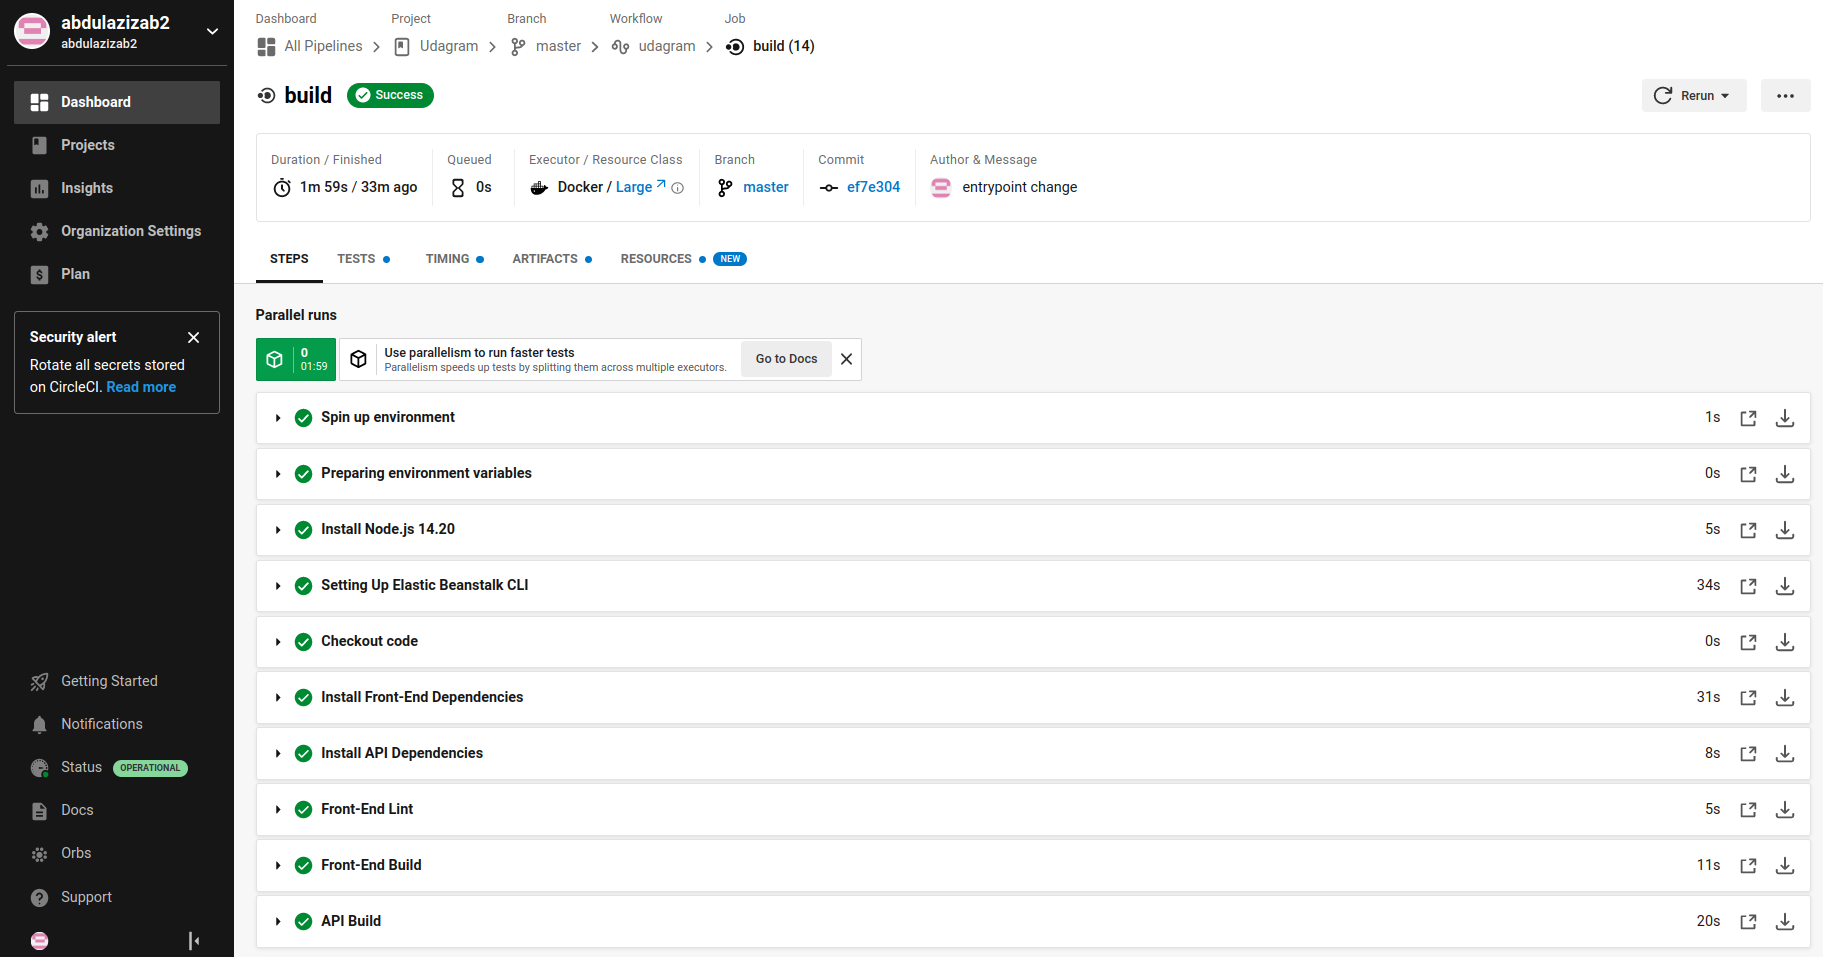 abdulazizab2
abdulazizab2
Dashboard
Projects
Insights
Organization Settings
Plan
Security alert
Rotate all secrets stored
on CircleCI. Read more
Getting Started
Notifications
Status OPERATIONAL
Docs
Orbs
Support
Dashboard Project Branch Workflow Job
All Pipelines Udagram master udagram build (14)
build Success
Rerun
Duration / Finished Queued Executor / Resource Class Branch Commit Author & Message
1m 59s / 33m ago 0s Docker / Large master ef7e304 entrypoint change
STEPS TESTS TIMING ARTIFACTS RESOURCES NEW
Parallel runs
0
01:59
Use parallelism to run faster tests
Parallelism speeds up tests by splitting them across multiple executors.
Go to Docs
Spin up environment 1s
Preparing environment variables 0s
Install Node.js 14.20 5s
Setting Up Elastic Beanstalk CLI 34s
Checkout code 0s
Install Front-End Dependencies 31s
Install API Dependencies 8s
Front-End Lint 5s
Front-End Build 11s
API Build 20s